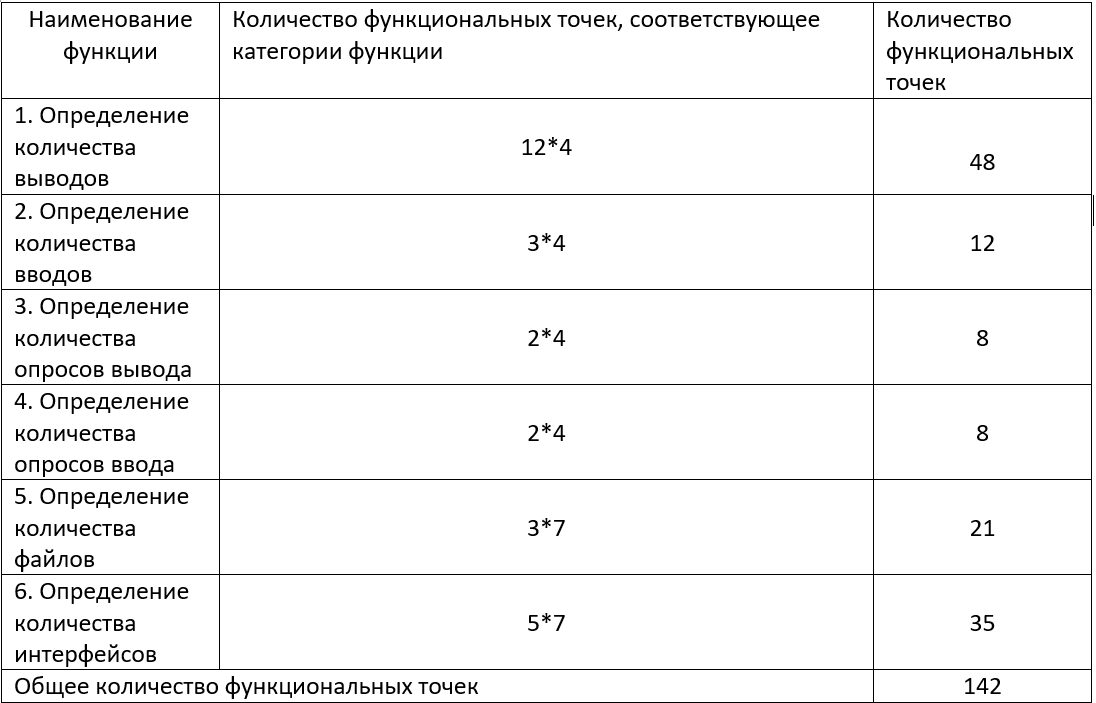 Наименование
функции
Количество функциональных точек, соответствующее
категории функции
Количество
функциональных
точек
1. Определение
количества
выводов
12*4
48
2. Определение
количества
вводов
3*4
12
3. Определение
количества
опросов вывода
2*4
8
4. Определение
количества
опросов ввода
2*4
8
5. Определение
количества
файлов
3*7
21
6. Определение
количества
интерфейсов
5*7
35
Общее количество функциональных точек
142